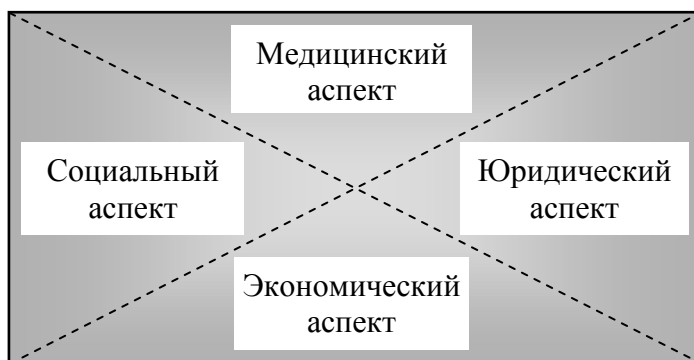 Медицинский
аспект
Социальный
аспект
Юридический
аспект
Экономический
аспект